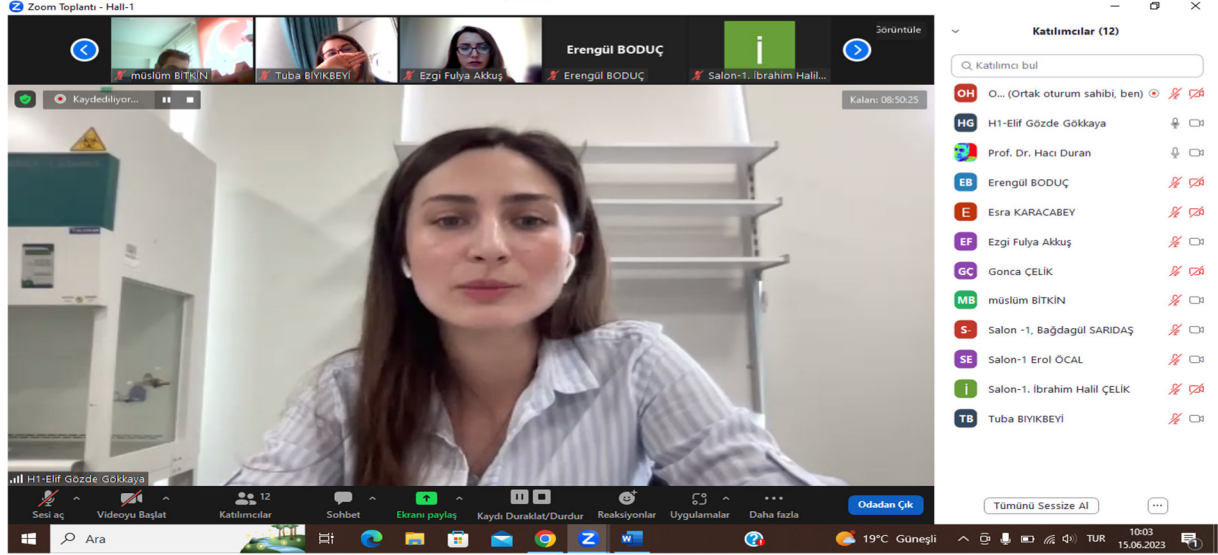 Zoom Toplantı - Hall-1
müslüm BİTKİN
Tuba BIYIKBEYİ
Ezgi Fulya Akkuş
Erengül BODUÇ
Erengül BODUÇ
i
Salon-1. İbrahim Halil...
Görüntüle
Kaydediliyor...
Kalan: 08:50:25
H1-Elif Gözde Gökkaya
Sesi aç
Videoyu Başlat
12
Katılımcılar
Sohbet
Ekranı paylaş
Kaydı Duraklat/Durdur
Reaksiyonlar
Uygulamalar
Daha fazla
Odadan Çık
Katılımcılar (12)
Katılımcı bul
OH O... (Ortak oturum sahibi, ben)
HG H1-Elif Gözde Gökkaya
Prof. Dr. Hacı Duran
EB Erengül BODUÇ
E Esra KARACABEY
EF Ezgi Fulya Akkuş
GC Gonca ÇELİK
MB müslüm BİTKİN
S- Salon -1, Bağdagül SARIDAŞ
SE Salon-1 Erol ÖCAL
i Salon-1. İbrahim Halil ÇELİK
TB Tuba BIYIKBEYİ
Tümünü Sessize Al
Ara
19°C Güneşli
TUR
10:03
15.06.2023